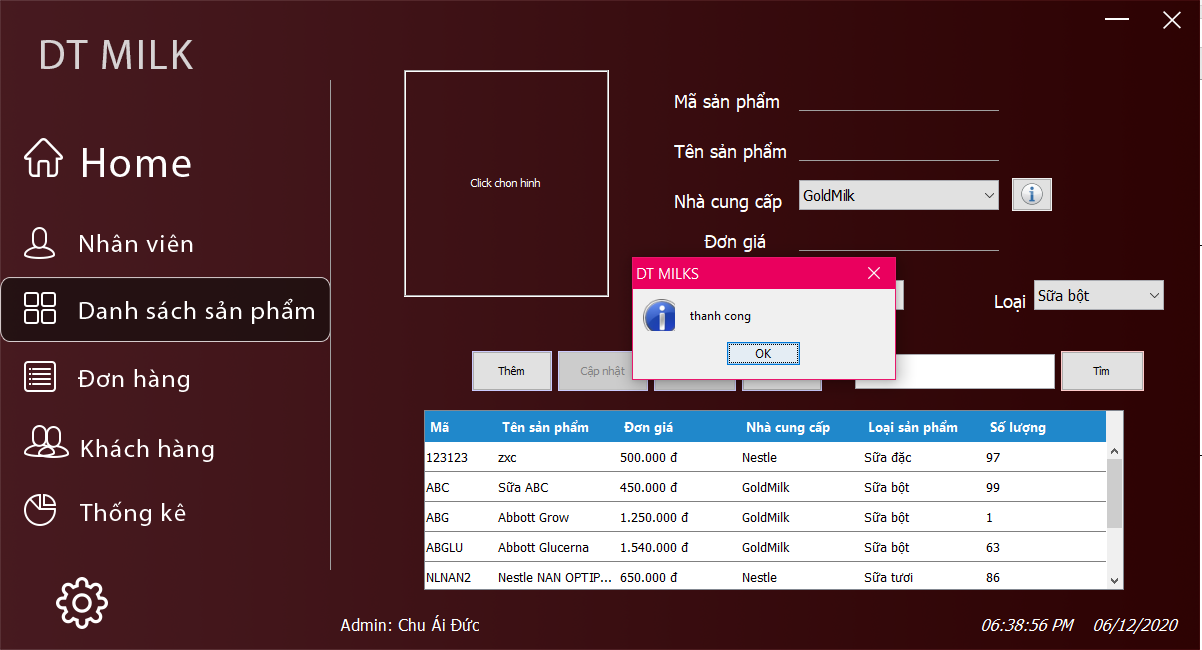 DT MILK
Home
Nhân viên
Danh sách sản phẩm
Đơn hàng
Khách hàng
Thống kê
Click chon hinh
Mã sản phẩm
Tên sản phẩm
Nhà cung cấp GoldMilk
Đơn giá
Loại Sữa bột
DT MILKS
thanh cong
OK
Thêm Cập nhật Tìm
Mã Tên sản phẩm Đơn giá Nhà cung cấp Loại sản phẩm Số lượng
123123 zxc 500.000 đ Nestle Sữa đặc 97
ABC Sữa ABC 450.000 đ GoldMilk Sữa bột 99
ABG Abbott Grow 1.250.000 đ GoldMilk Sữa bột 1
ABGLU Abbott Glucerna 1.540.000 đ GoldMilk Sữa bột 63
NLNAN2 Nestle NAN OPTIP... 650.000 đ Nestle Sữa tươi 86
Admin: Chu Ái Đức
06:38:56 PM 06/12/2020